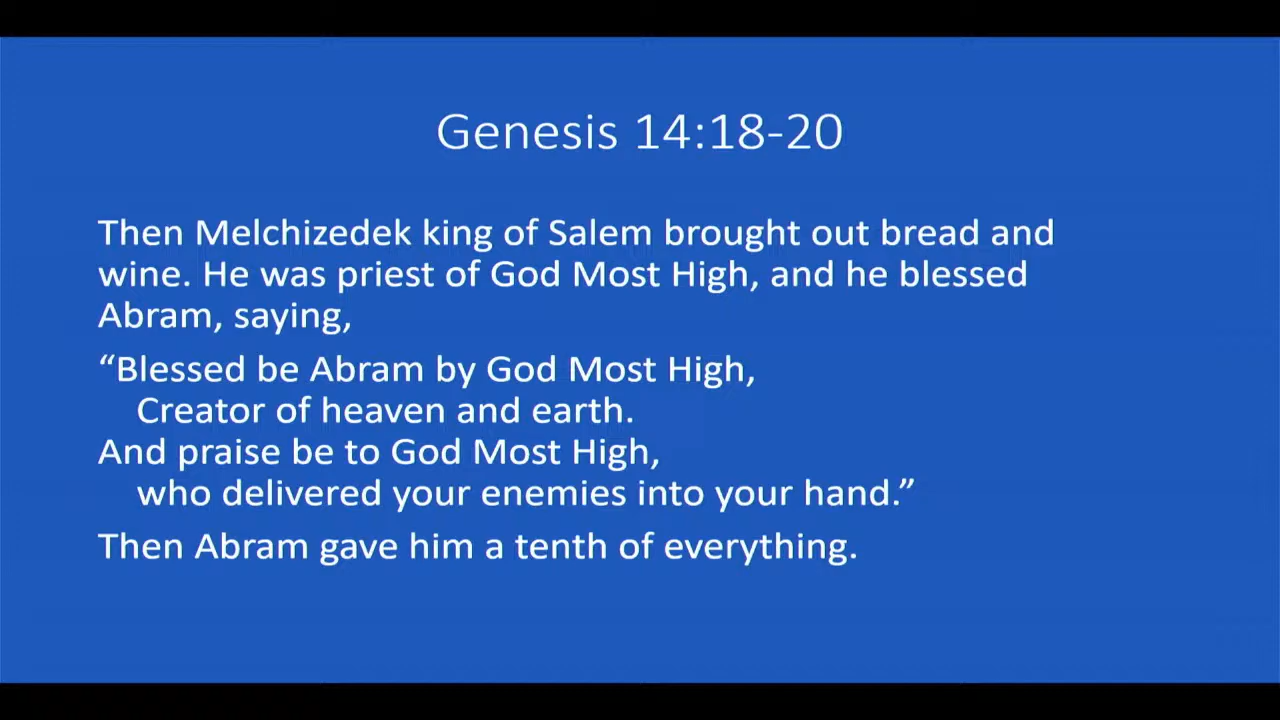 Genesis 14:18-20
Then Melchizedek king of Salem brought out bread and
wine. He was priest of God Most High, and he blessed
Abram, saying,
“Blessed be Abram by God Most High,
Creator of heaven and earth.
And praise be to God Most High,
who delivered your enemies into your hand.”
Then Abram gave him a tenth of everything.